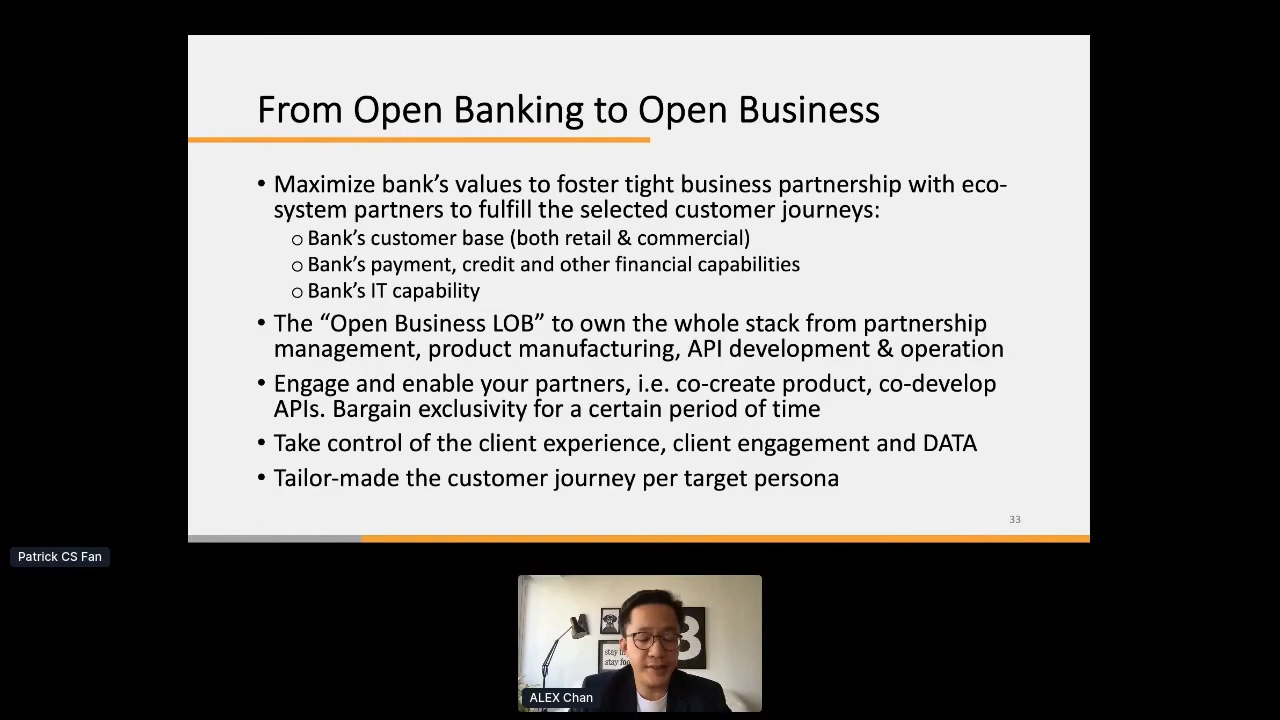 From Open Banking to Open Business
• Maximize bank’s values to foster tight business partnership with eco-
system partners to fulfill the selected customer journeys:
o Bank’s customer base (both retail & commercial)
o Bank’s payment, credit and other financial capabilities
o Bank’s IT capability
• The “Open Business LOB” to own the whole stack from partnership
management, product manufacturing, API development & operation
• Engage and enable your partners, i.e. co-create product, co-develop
APIs. Bargain exclusivity for a certain period of time
• Take control of the client experience, client engagement and DATA
• Tailor-made the customer journey per target persona
33
Patrick CS Fan
3
stay
stay
ALEX Chan